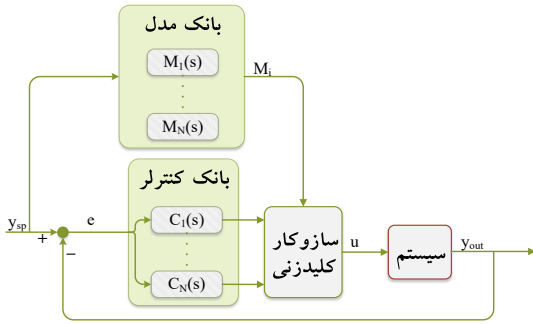 بانک مدل
M1(s)
MN(s)
Mi
بانک کنترلر
ysp
+
−
e
C1(s)
CN(s)
سازوکار
کلیدزنی
u
سیستم
yout